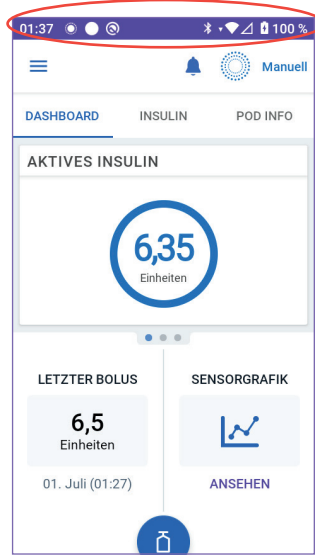 01:37 100 %
Manuell
DASHBOARD INSULIN POD INFO
AKTIVES INSULIN
6,35
Einheiten
LETZTER BOLUS SENSORGRAFIK
6,5
Einheiten
01. Juli (01:27) ANSEHEN